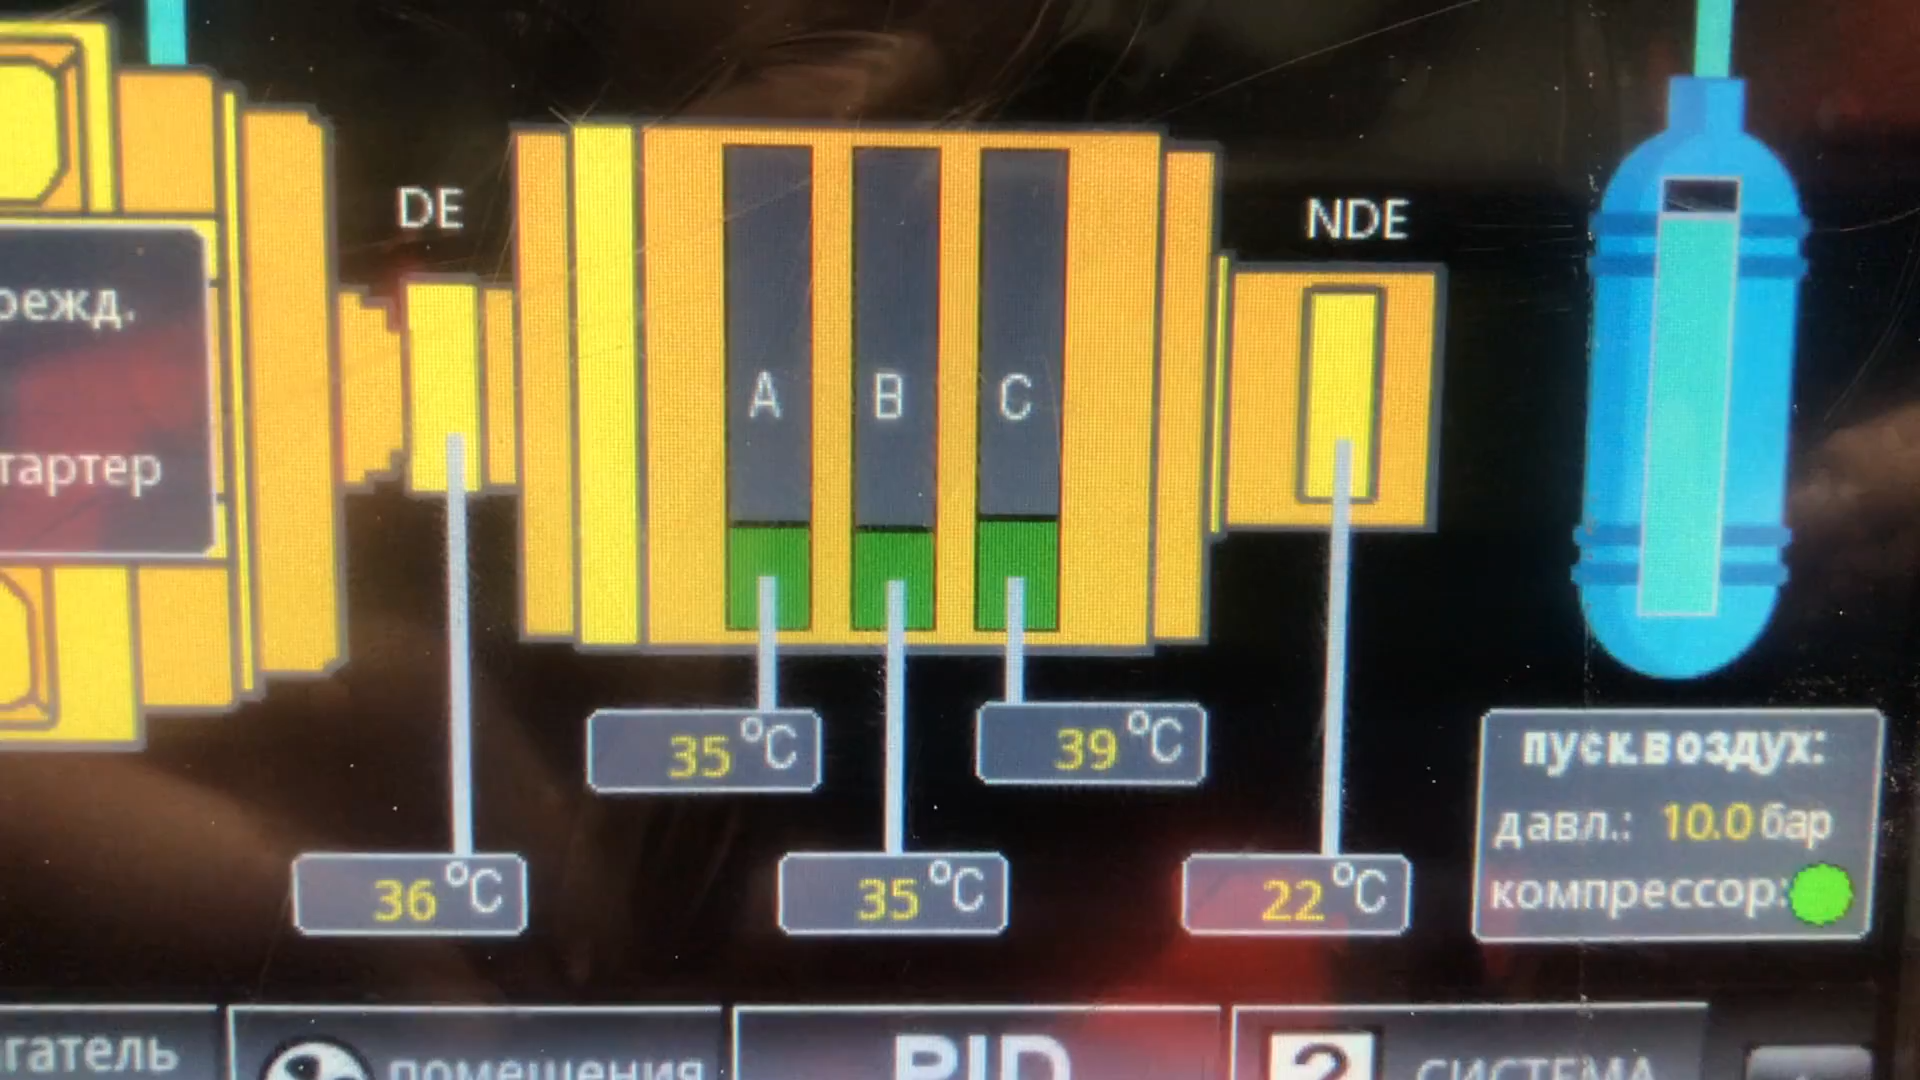 DE
NDE
режд.
A B C
тартер
35 °C
39 °C
пуск.воздух:
давл.: 10.0 бар
компрессор:
36 °C
35 °C
22 °C
гатель
помещения
PID
?
СИСТЕМА